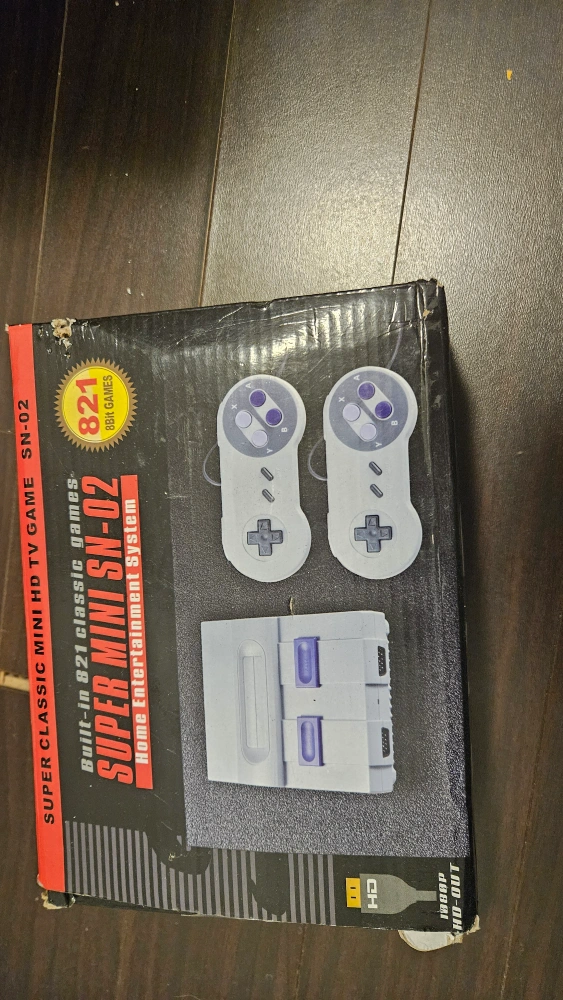 SUPER CLASSIC MINI HD TV GAME SN-02
Built-in 821 classic games
SUPER MINI SN-02
Home Entertainment System
821
8Bit GAMES
X
A
Y
B
X
A
Y
B
HD
1080P
HD-OUT